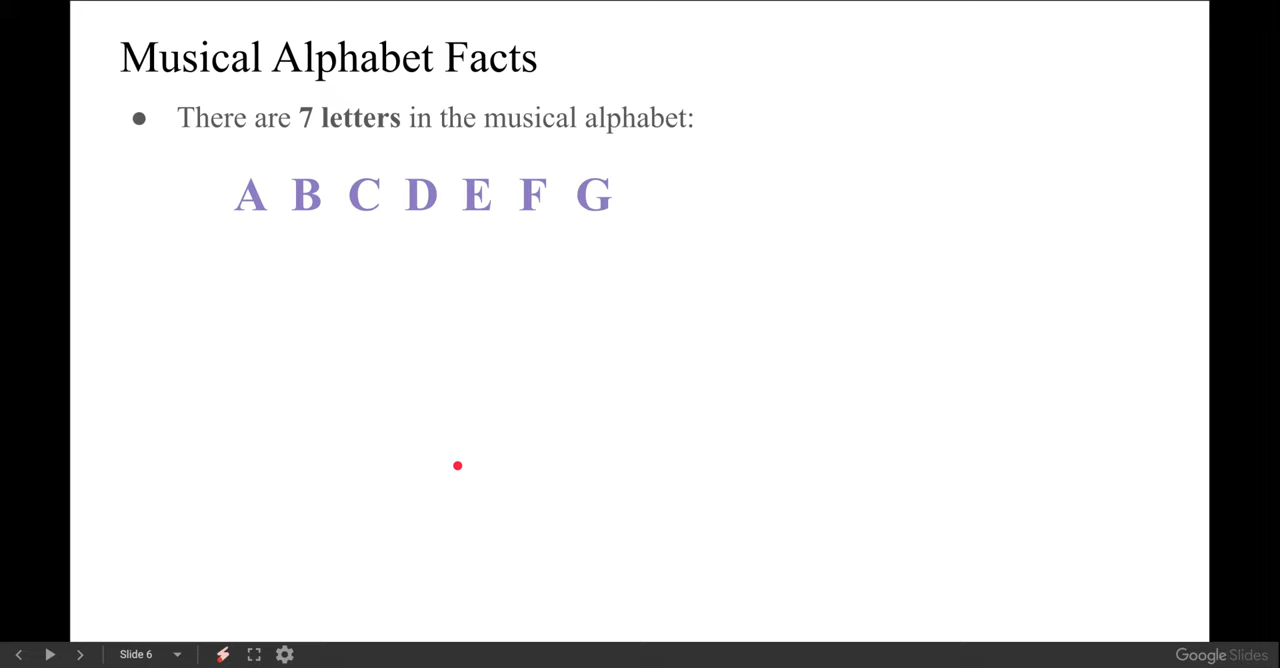 Musical Alphabet Facts
● There are 7 letters in the musical alphabet:
A B C D E F G
Slide 6
Google Slides